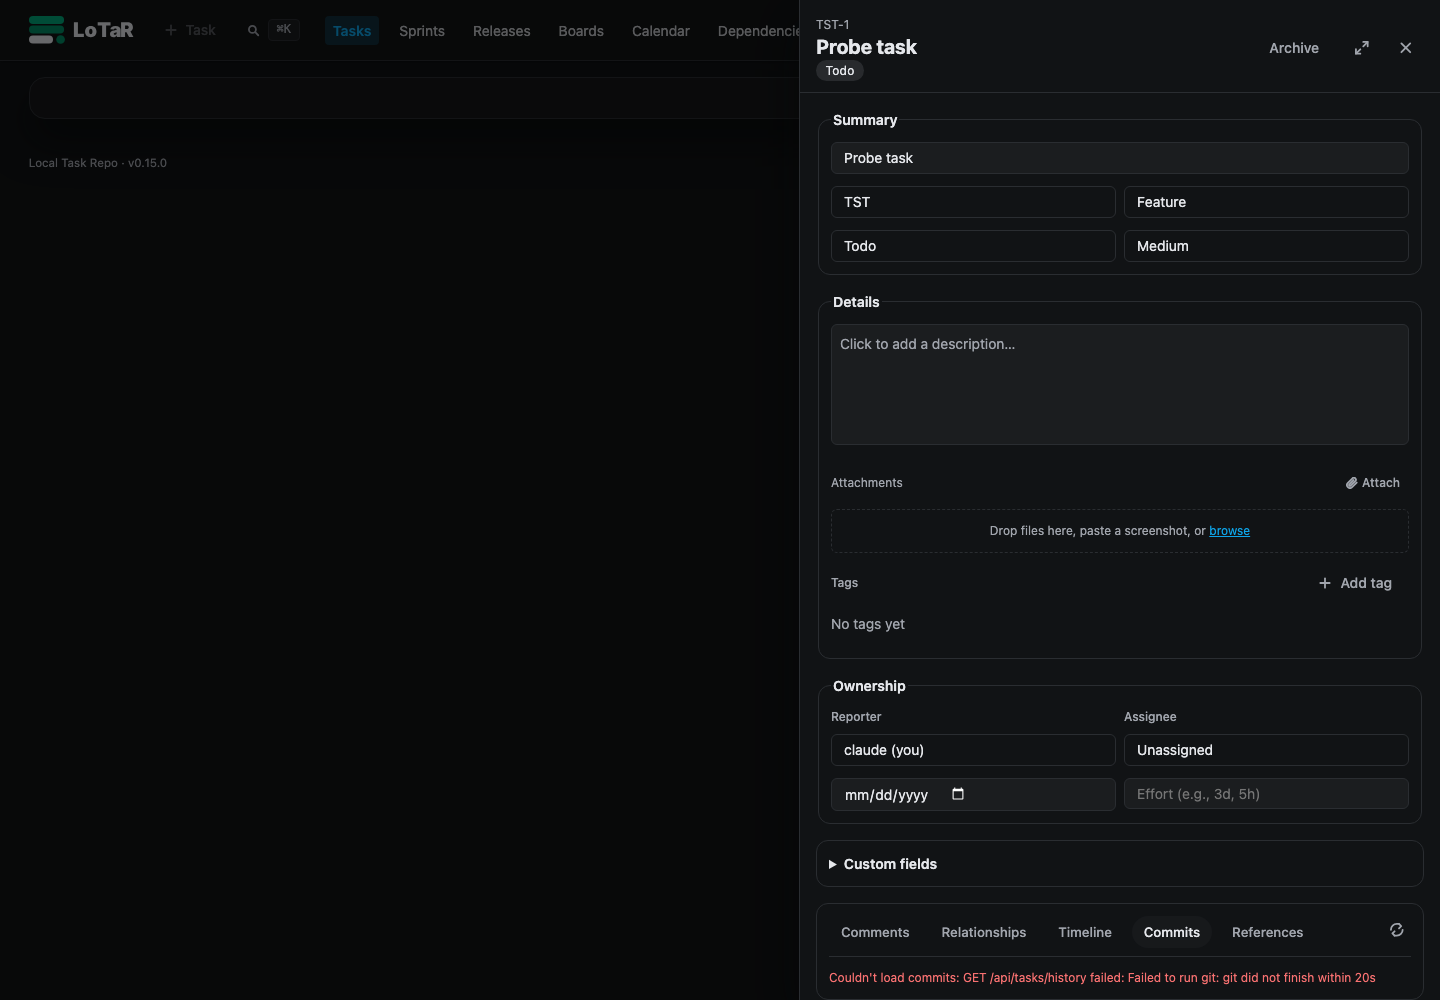 LoTaR
Task
⌘K
Tasks
Sprints
Releases
Boards
Calendar
Local Task Repo · v0.15.0
TST-1
Probe task
Todo
Archive
Summary
Probe task
TST
Feature
Todo
Medium
Details
Click to add a description...
Attachments
Attach
Drop files here, paste a screenshot, or browse
Tags
Add tag
No tags yet
Ownership
Reporter
Assignee
claude (you)
Unassigned
mm/dd/yyyy
Effort (e.g., 3d, 5h)
Custom fields
Comments
Relationships
Timeline
Commits
References
Couldn't load commits: GET /api/tasks/history failed: Failed to run git: git did not finish within 20s